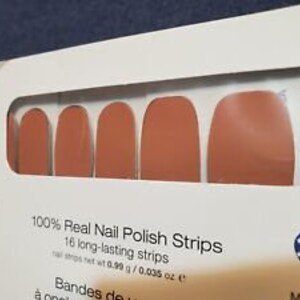 100% Real Nail Polish Strips
16 long-lasting strips
nail strips net wt 0.99 g / 0.035 oz ℮
Bandes de
à